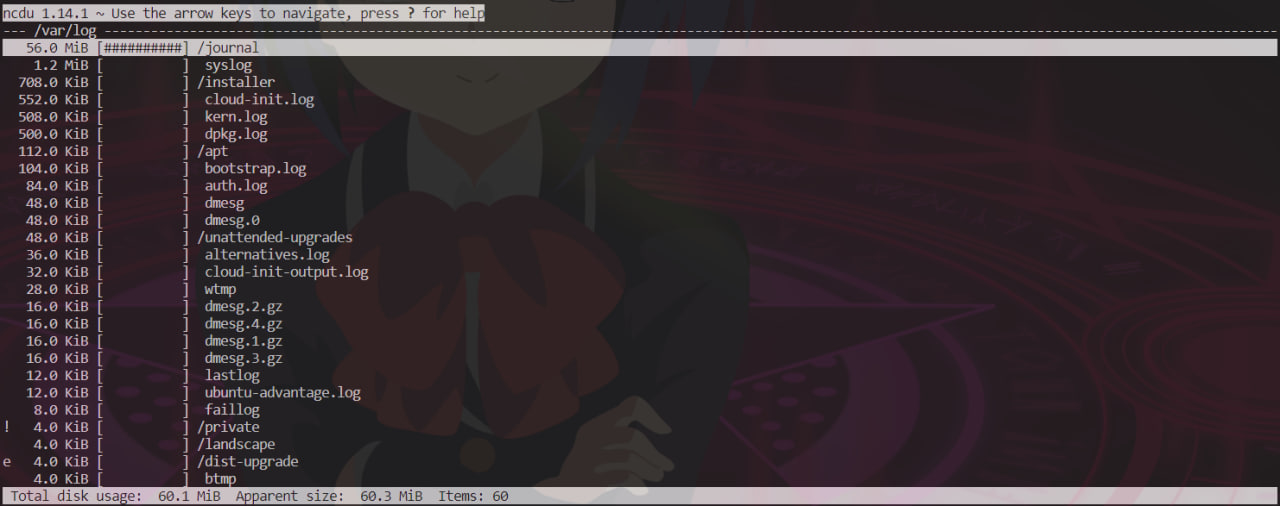 ncdu 1.14.1 ~ Use the arrow keys to navigate, press ? for help
--- /var/log ----------------------------------------------------------------------------------------------------------------------------------------------------------
   56.0 MiB [##########] /journal
    1.2 MiB [          ]  syslog
  708.0 KiB [          ] /installer
  552.0 KiB [          ]  cloud-init.log
  508.0 KiB [          ]  kern.log
  500.0 KiB [          ]  dpkg.log
  112.0 KiB [          ] /apt
  104.0 KiB [          ]  bootstrap.log
   84.0 KiB [          ]  auth.log
   48.0 KiB [          ]  dmesg
   48.0 KiB [          ]  dmesg.0
   48.0 KiB [          ] /unattended-upgrades
   36.0 KiB [          ]  alternatives.log
   32.0 KiB [          ]  cloud-init-output.log
   28.0 KiB [          ]  wtmp
   16.0 KiB [          ]  dmesg.2.gz
   16.0 KiB [          ]  dmesg.4.gz
   16.0 KiB [          ]  dmesg.1.gz
   16.0 KiB [          ]  dmesg.3.gz
   12.0 KiB [          ]  lastlog
   12.0 KiB [          ]  ubuntu-advantage.log
    8.0 KiB [          ]  faillog
!   4.0 KiB [          ] /private
    4.0 KiB [          ] /landscape
e   4.0 KiB [          ] /dist-upgrade
    4.0 KiB [          ]  btmp
 Total disk usage:  60.1 MiB  Apparent size:  60.3 MiB  Items: 60